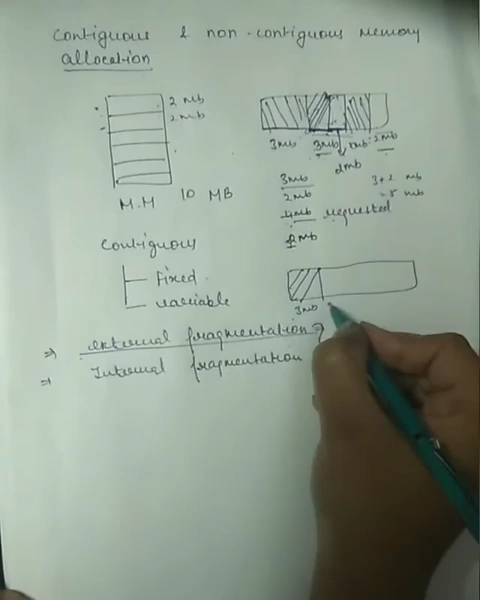 Contiguous & non-contiguous Memory
allocation
2 mb
2 mb
M.M 10 MB
3mb 3mb 2mb
2mb
3mb
2mb
4mb requested
2mb
3+2 mb
=5 mb
Contiguous
Fixed
variable
3mb
⇒ external fragmentation ⇒
⇒ Internal fragmentation